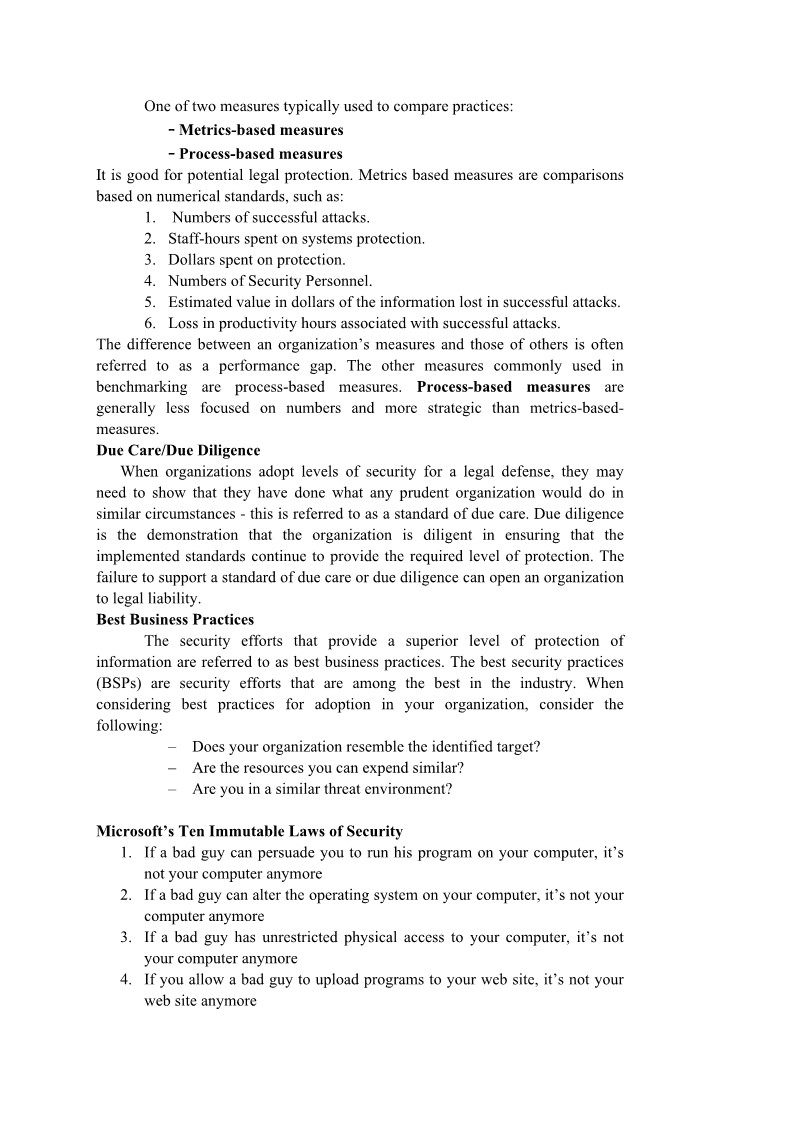 One of two measures typically used to compare practices:
- Metrics-based measures
- Process-based measures
It is good for potential legal protection. Metrics based measures are comparisons
based on numerical standards, such as:
1. Numbers of successful attacks.
2. Staff-hours spent on systems protection.
3. Dollars spent on protection.
4. Numbers of Security Personnel.
5. Estimated value in dollars of the information lost in successful attacks.
6. Loss in productivity hours associated with successful attacks.
The difference between an organization’s measures and those of others is often
referred to as a performance gap. The other measures commonly used in
benchmarking are process-based measures. Process-based measures are
generally less focused on numbers and more strategic than metrics-based-
measures.
Due Care/Due Diligence
When organizations adopt levels of security for a legal defense, they may
need to show that they have done what any prudent organization would do in
similar circumstances - this is referred to as a standard of due care. Due diligence
is the demonstration that the organization is diligent in ensuring that the
implemented standards continue to provide the required level of protection. The
failure to support a standard of due care or due diligence can open an organization
to legal liability.
Best Business Practices
The security efforts that provide a superior level of protection of
information are referred to as best business practices. The best security practices
(BSPs) are security efforts that are among the best in the industry. When
considering best practices for adoption in your organization, consider the
following:
– Does your organization resemble the identified target?
– Are the resources you can expend similar?
– Are you in a similar threat environment?
Microsoft’s Ten Immutable Laws of Security
1. If a bad guy can persuade you to run his program on your computer, it’s
not your computer anymore
2. If a bad guy can alter the operating system on your computer, it’s not your
computer anymore
3. If a bad guy has unrestricted physical access to your computer, it’s not
your computer anymore
4. If you allow a bad guy to upload programs to your web site, it’s not your
web site anymore